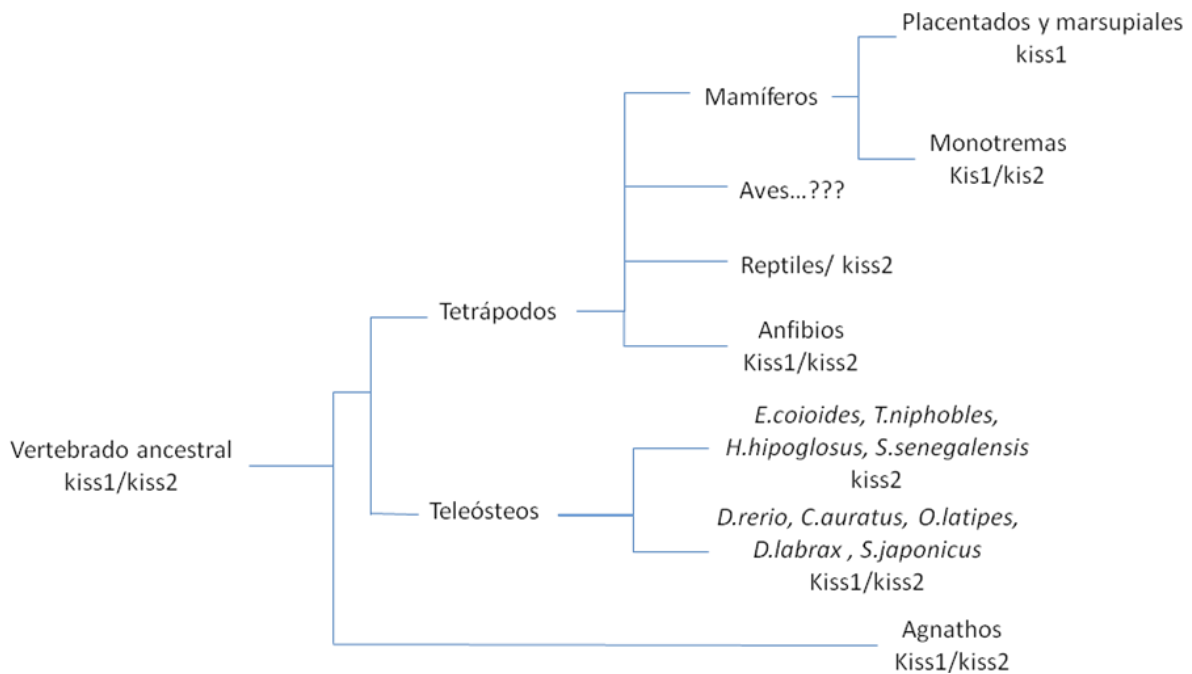 Placentados y marsupiales
kiss1
Mamíferos
Monotremas
Kis1/kis2
Aves...???
Reptiles/ kiss2
Tetrápodos
Anfibios
Kiss1/kiss2
Vertebrado ancestral
kiss1/kiss2
E.coioides, T.niphobles,
H.hipoglosus, S.senegalensis
kiss2
Teleósteos
D.rerio, C.auratus, O.latipes,
D.labrax , S.japonicus
Kiss1/kiss2
Agnathos
Kiss1/kiss2